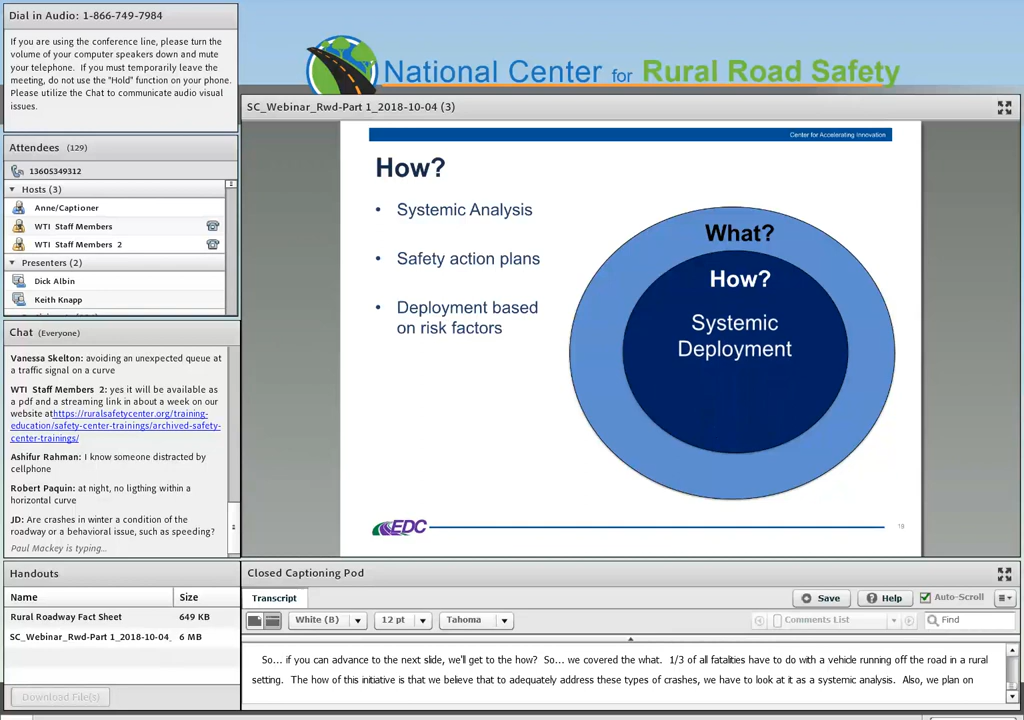 Dial in Audio: 1-866-749-7984
If you are using the conference line, please turn the
volume of your computer speakers down and mute
your telephone. If you must temporarily leave the
meeting, do not use the "Hold" function on your phone.
Please utilize the Chat to communicate audio visual
issues.
National Center for Rural Road Safety
SC_Webinar_Rwd-Part 1_2018-10-04 (3)
Attendees (129)
13605349312
Hosts (3)
Anne/Captioner
WTI Staff Members
WTI Staff Members 2
Presenters (2)
Dick Albin
Keith Knapp
Center for Accelerating Innovation
How?
• Systemic Analysis
• Safety action plans
• Deployment based
on risk factors
What?
How?
Systemic
Deployment
EDC
18
Chat (Everyone)
Vanessa Skelton: avoiding an unexpected queue at
a traffic signal on a curve
WTI Staff Members 2: yes it will be available as
a pdf and a streaming link in about a week on our
website athttps://ruralsafetycenter.org/training-
education/safety-center-trainings/archived-safety-
center-trainings/
Ashifur Rahman: I know someone distracted by
cellphone
Robert Paquin: at night, no ligthing within a
horizontal curve
JD: Are crashes in winter a condition of the
roadway or a behavioral issue, such as speeding?
Paul Mackey is typing...
Handouts
Name Size
Rural Roadway Fact Sheet 649 KB
SC_Webinar_Rwd-Part 1_2018-10-04_ 6 MB
Download File(s)
Closed Captioning Pod
Transcript
Save
Help
Auto-Scroll
White (B)
12 pt
Tahoma
Comments List
Find
So... if you can advance to the next slide, we'll get to the how? So... we covered the what. 1/3 of all fatalities have to do with a vehicle running off the road in a rural
setting. The how of this initiative is that we believe that to adequately address these types of crashes, we have to look at it as a systemic analysis. Also, we plan on